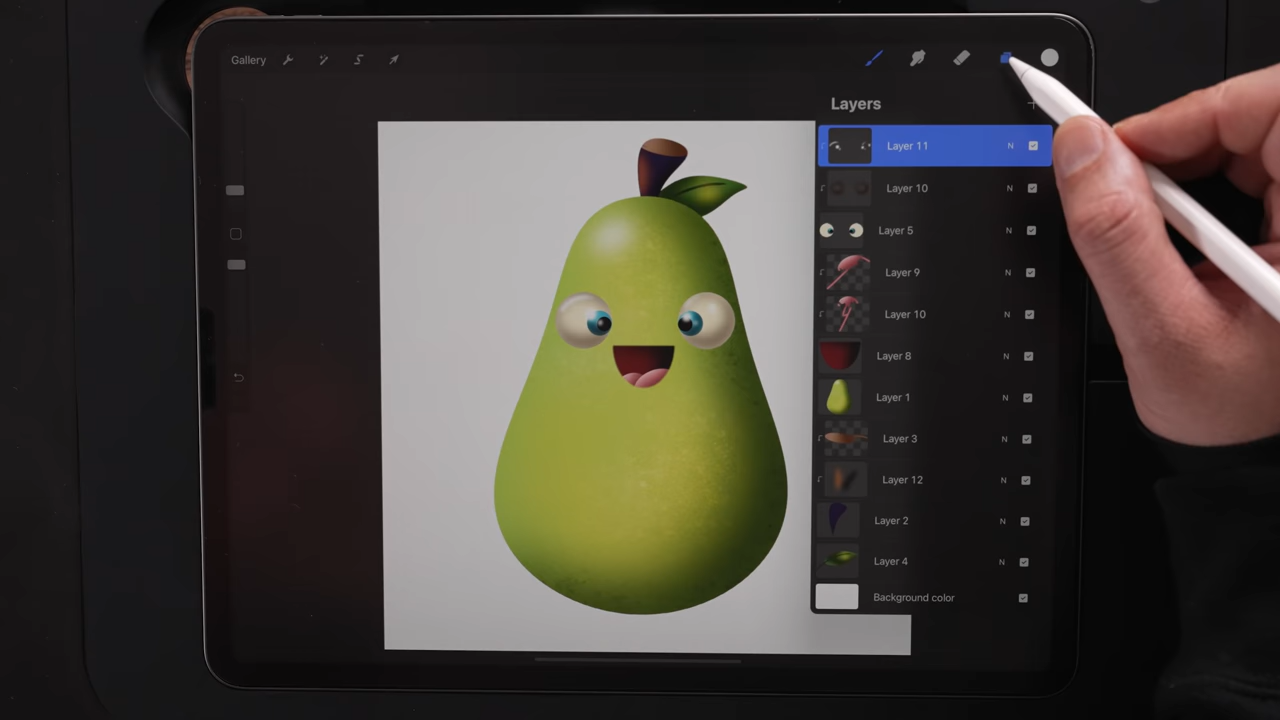 Gallery
Layers
Layer 11 N
Layer 10 N
Layer 5 N
Layer 9 N
Layer 10 N
Layer 8 N
Layer 1 N
Layer 3 N
Layer 12 N
Layer 2 N
Layer 4 N
Background color